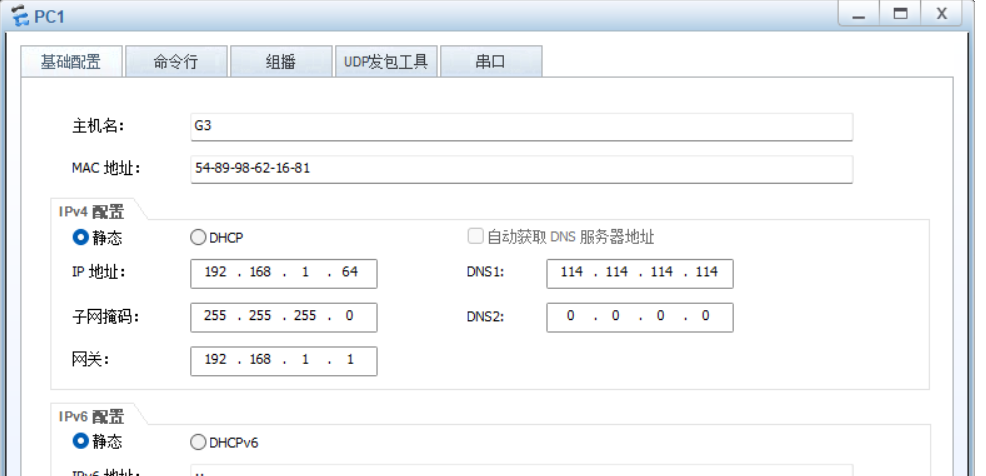 PC1
基础配置 命令行 组播 UDP发包工具 串口
主机名: G3
MAC 地址: 54-89-98-62-16-81
IPv4 配置
静态 DHCP 自动获取 DNS 服务器地址
IP 地址: 192 . 168 . 1 . 64 DNS1: 114 . 114 . 114 . 114
子网掩码: 255 . 255 . 255 . 0 DNS2: 0 . 0 . 0 . 0
网关: 192 . 168 . 1 . 1
IPv6 配置
静态 DHCPv6
IPv6 地址: